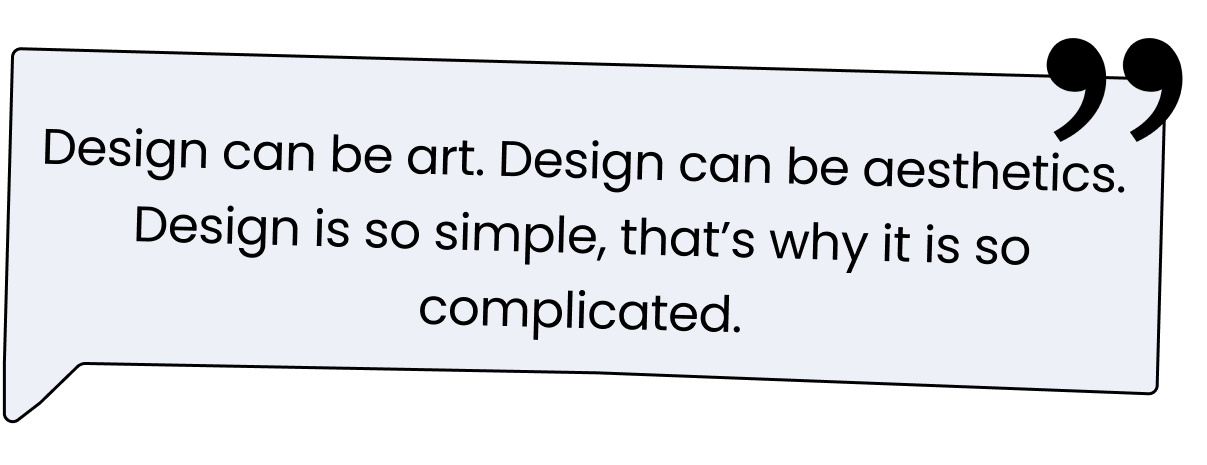 Design can be art. Design can be aesthetics.
Design is so simple, that’s why it is so
complicated.